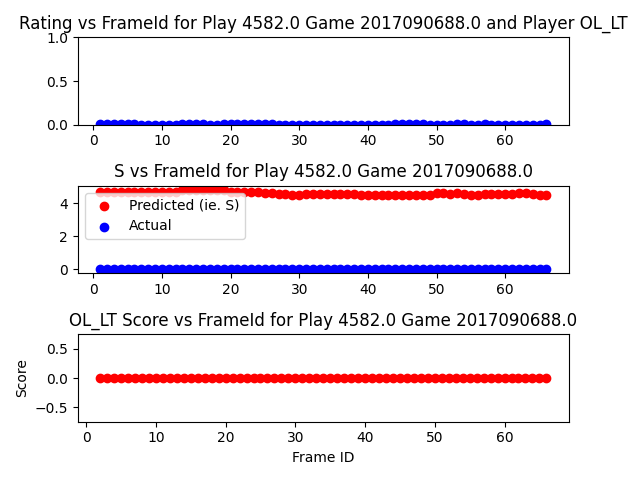 Rating vs FrameId for Play 4582.0 Game 2017090688.0 and Player OL_LT
1.0
0.5
0.0
0 10 20 30 40 50 60
S vs FrameId for Play 4582.0 Game 2017090688.0
4
2
0
Predicted (ie. S)
Actual
0 10 20 30 40 50 60
OL_LT Score vs FrameId for Play 4582.0 Game 2017090688.0
Score
0.5
0.0
−0.5
0 10 20 30 40 50 60
Frame ID